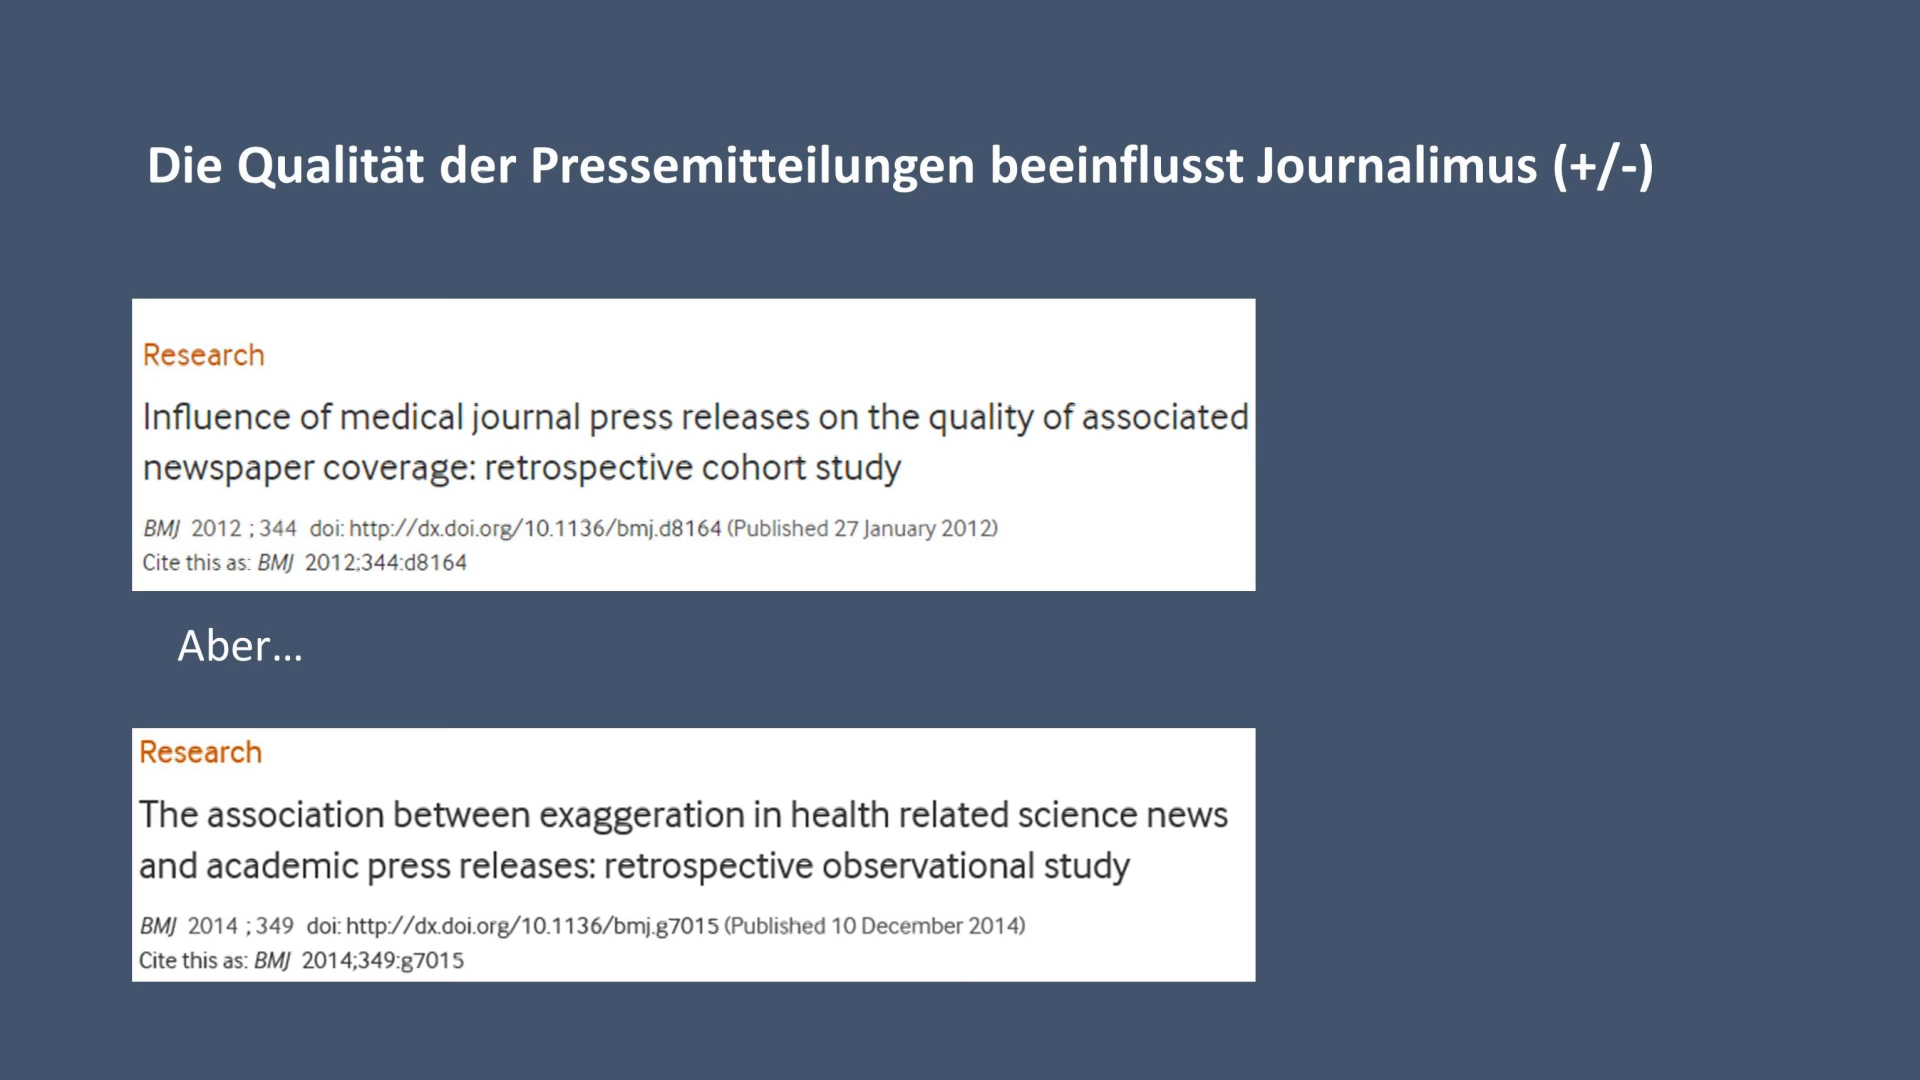 Die Qualität der Pressemitteilungen beeinflusst Journalimus (+/-)
Research
Influence of medical journal press releases on the quality of associated
newspaper coverage: retrospective cohort study
BMJ 2012 ; 344 doi: http://dx.doi.org/10.1136/bmj.d8164 (Published 27 January 2012)
Cite this as: BMJ 2012;344:d8164
Aber...
Research
The association between exaggeration in health related science news
and academic press releases: retrospective observational study
BMJ 2014 ; 349 doi: http://dx.doi.org/10.1136/bmj.g7015 (Published 10 December 2014)
Cite this as: BMJ 2014;349:g7015